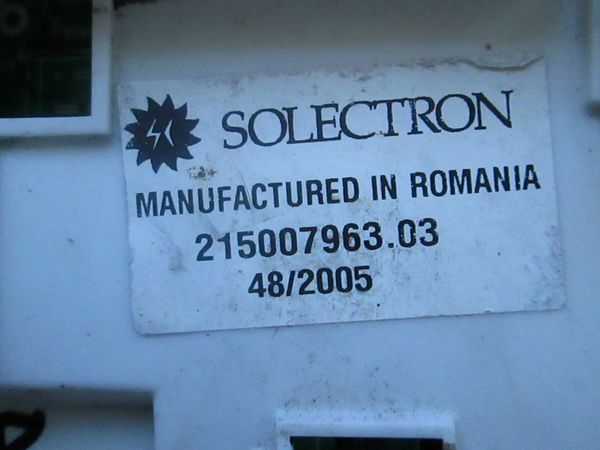 SOLECTRON
MANUFACTURED IN ROMANIA
215007963.03
48/2005